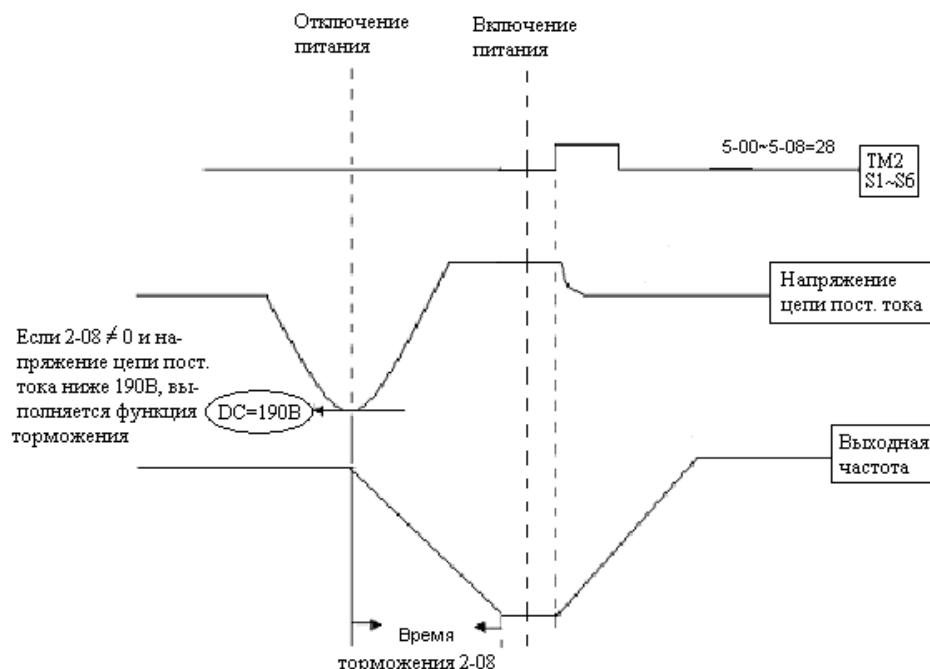 Отключение
питания
Включение
питания
5-00~5-08=28
TM2
S1~S6
Напряжение
цепи пост. тока
Если 2-08 ≠ 0 и на-
пряжение цепи пост.
тока ниже 190В, вы-
полняется функция
торможения
DC=190В
Выходная
частота
Время
торможения 2-08